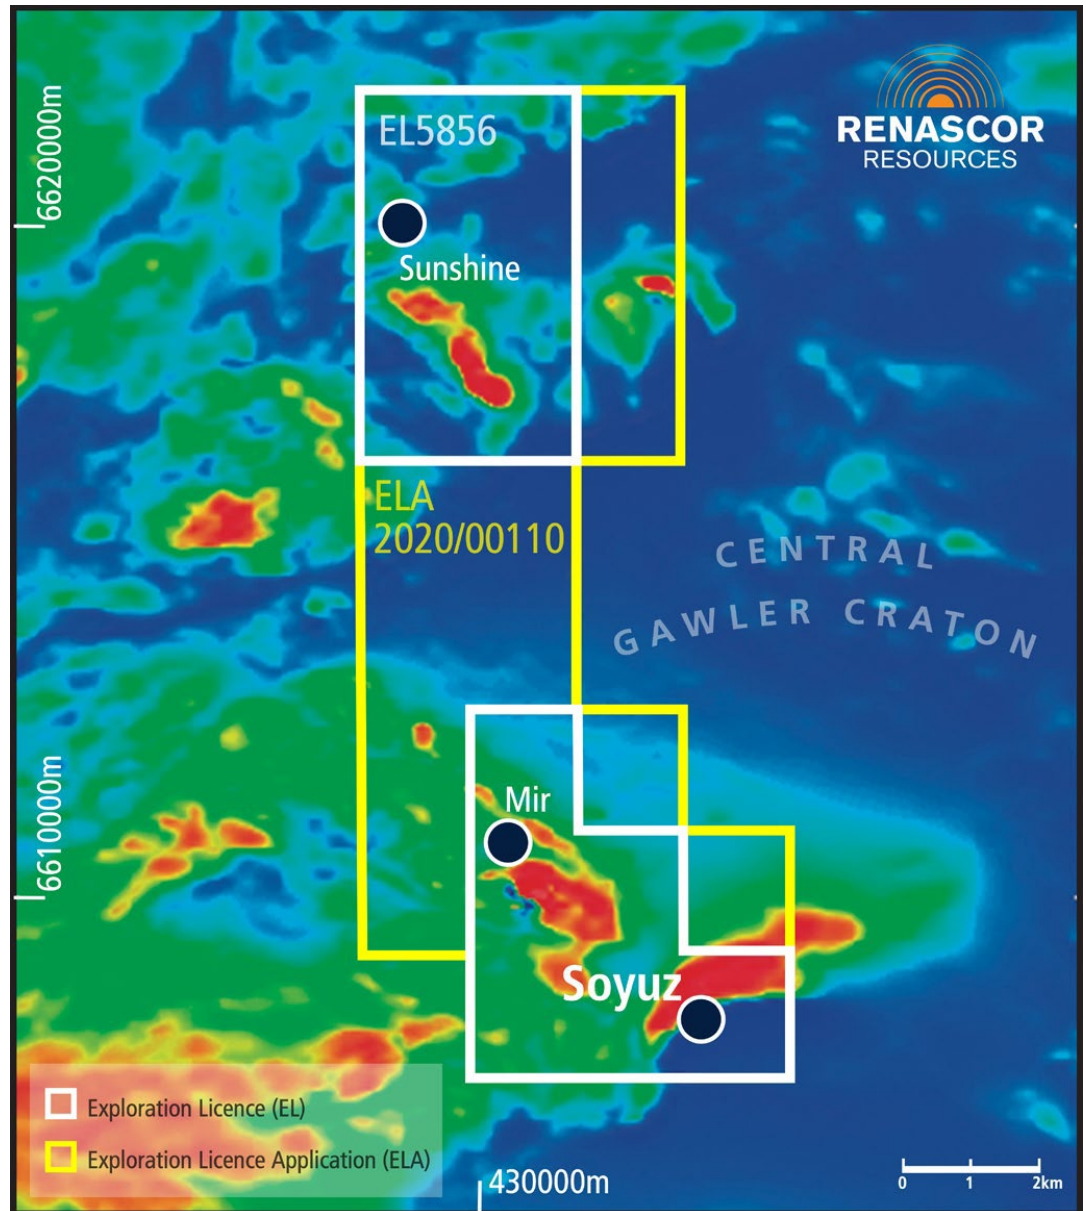 6620000m
EL5856
RENASCOR
RESOURCES
Sunshine
ELA
2020/00110
CENTRAL
GAWLER CRATON
6610000m
Mir
Soyuz
Exploration Licence (EL)
Exploration Licence Application (ELA)
430000m
0 1 2km